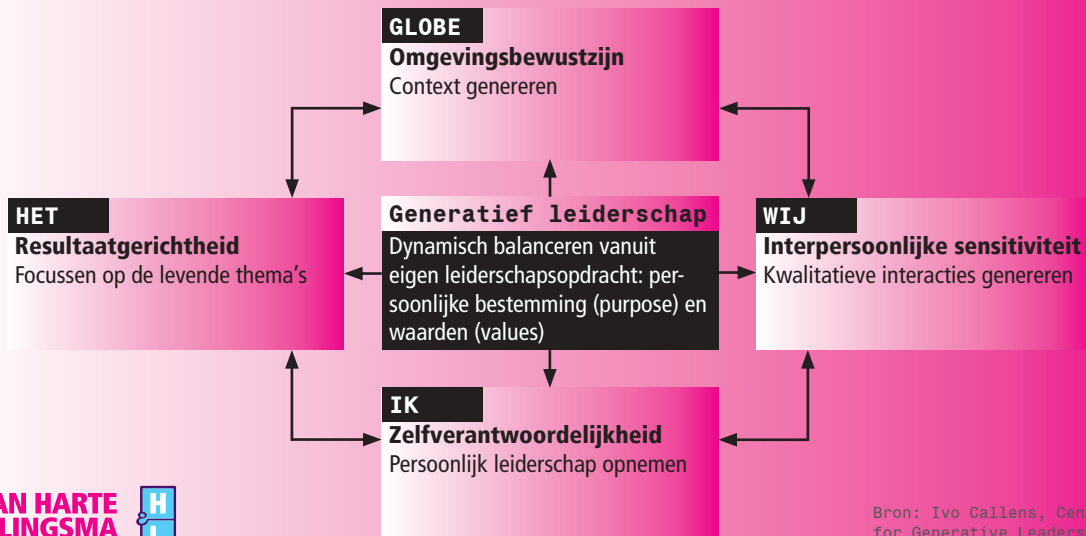 GLOBE
Omgevingsbewustzijn
Context genereren
HET
Resultaatgerichtheid
Focussen op de levende thema's
Generatief leiderschap
Dynamisch balanceren vanuit
eigen leiderschapsopdracht: per-
soonlijke bestemming (purpose) en
waarden (values)
WIJ
Interpersoonlijke sensitiviteit
Kwalitatieve interacties genereren
IK
Zelfverantwoordelijkheid
Persoonlijk leiderschap opnemen
HARTE
LINGSMA
H
&
L
Bron: Ivo Callens,
for Generative